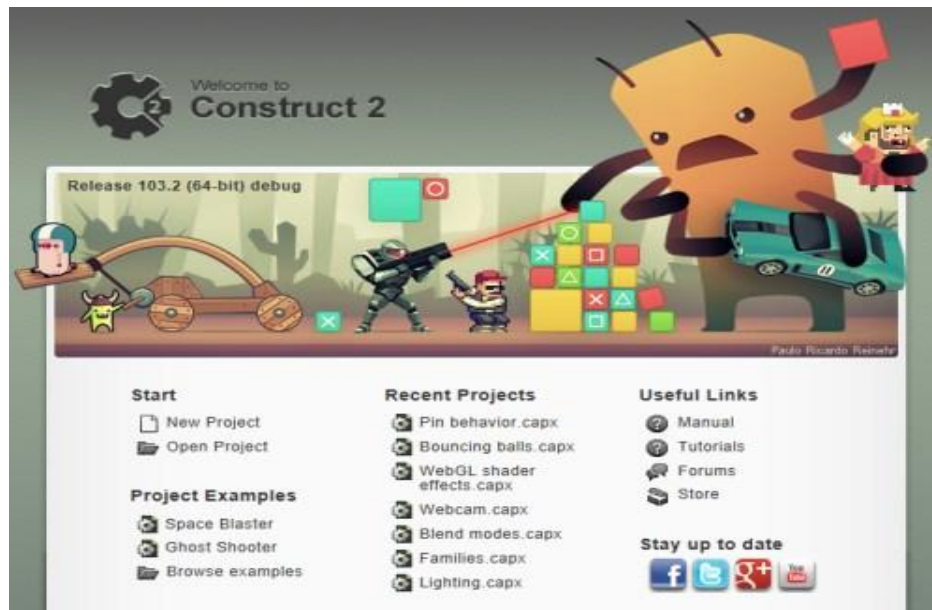 Welcome to
Construct 2
Release 103.2 (64-bit) debug
Paulo Ricardo Reinehr
Start
New Project
Open Project
Project Examples
Space Blaster
Ghost Shooter
Browse examples
Recent Projects
Pin behavior.capx
Bouncing balls.capx
WebGL shader
effects.capx
Webcam.capx
Blend modes.capx
Families.capx
Lighting.capx
Useful Links
Manual
Tutorials
Forums
Store
Stay up to date
f
g+
You
Tube